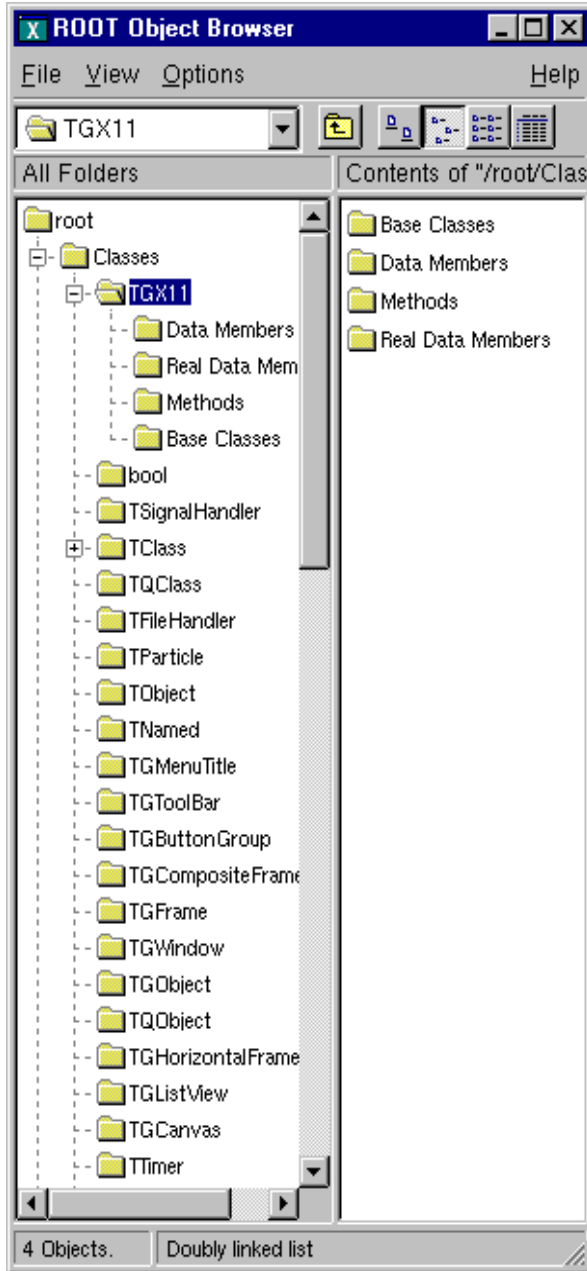 X ROOT Object Browser
File View Options Help
TGX11
All Folders
Contents of "/root/Clas
root
Classes
TGX11
Data Members
Real Data Mem
Methods
Base Classes
bool
TSignalHandler
TClass
TQClass
TFileHandler
TParticle
TObject
TNamed
TGMenuTitle
TGToolBar
TGButtonGroup
TGCompositeFrame
TGFrame
TGWindow
TGObject
TQObject
TGHorizontalFrame
TGListView
TGCanvas
TTimer
Base Classes
Data Members
Methods
Real Data Members
4 Objects.
Doubly linked list